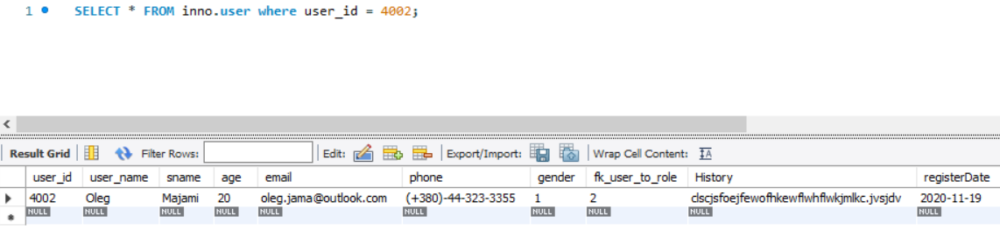 1 SELECT * FROM inno.user where user_id = 4002;
Result Grid Filter Rows: Edit: Export/Import: Wrap Cell Content: IA
user_id user_name sname age email phone gender fk_user_to_role History registerDate
4002 Oleg Majami 20 oleg.jama@outlook.com (+380)-44-323-3355 1 2 clscjsfoejfewofhkewflwhflwkjmlkc.jvsjdv 2020-11-19
NULL NULL NULL NULL NULL NULL NULL NULL NULL NULL